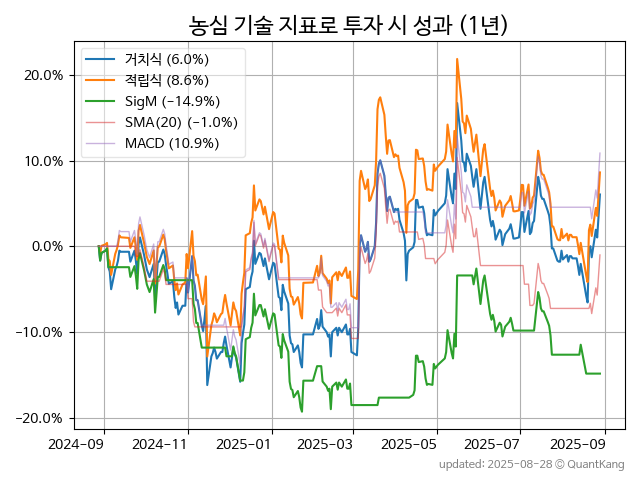 농심 기술 지표로 투자 시 성과 (1년)
거치식 (6.0%)
적립식 (8.6%)
SigM (−14.9%)
SMA(20) (−1.0%)
MACD (10.9%)
20.0%
10.0%
0.0%
−10.0%
−20.0%
2024-09 2024-11 2025-01 2025-03 2025-05 2025-07 2025-09
updated: 2025-08-28 © QuantKang